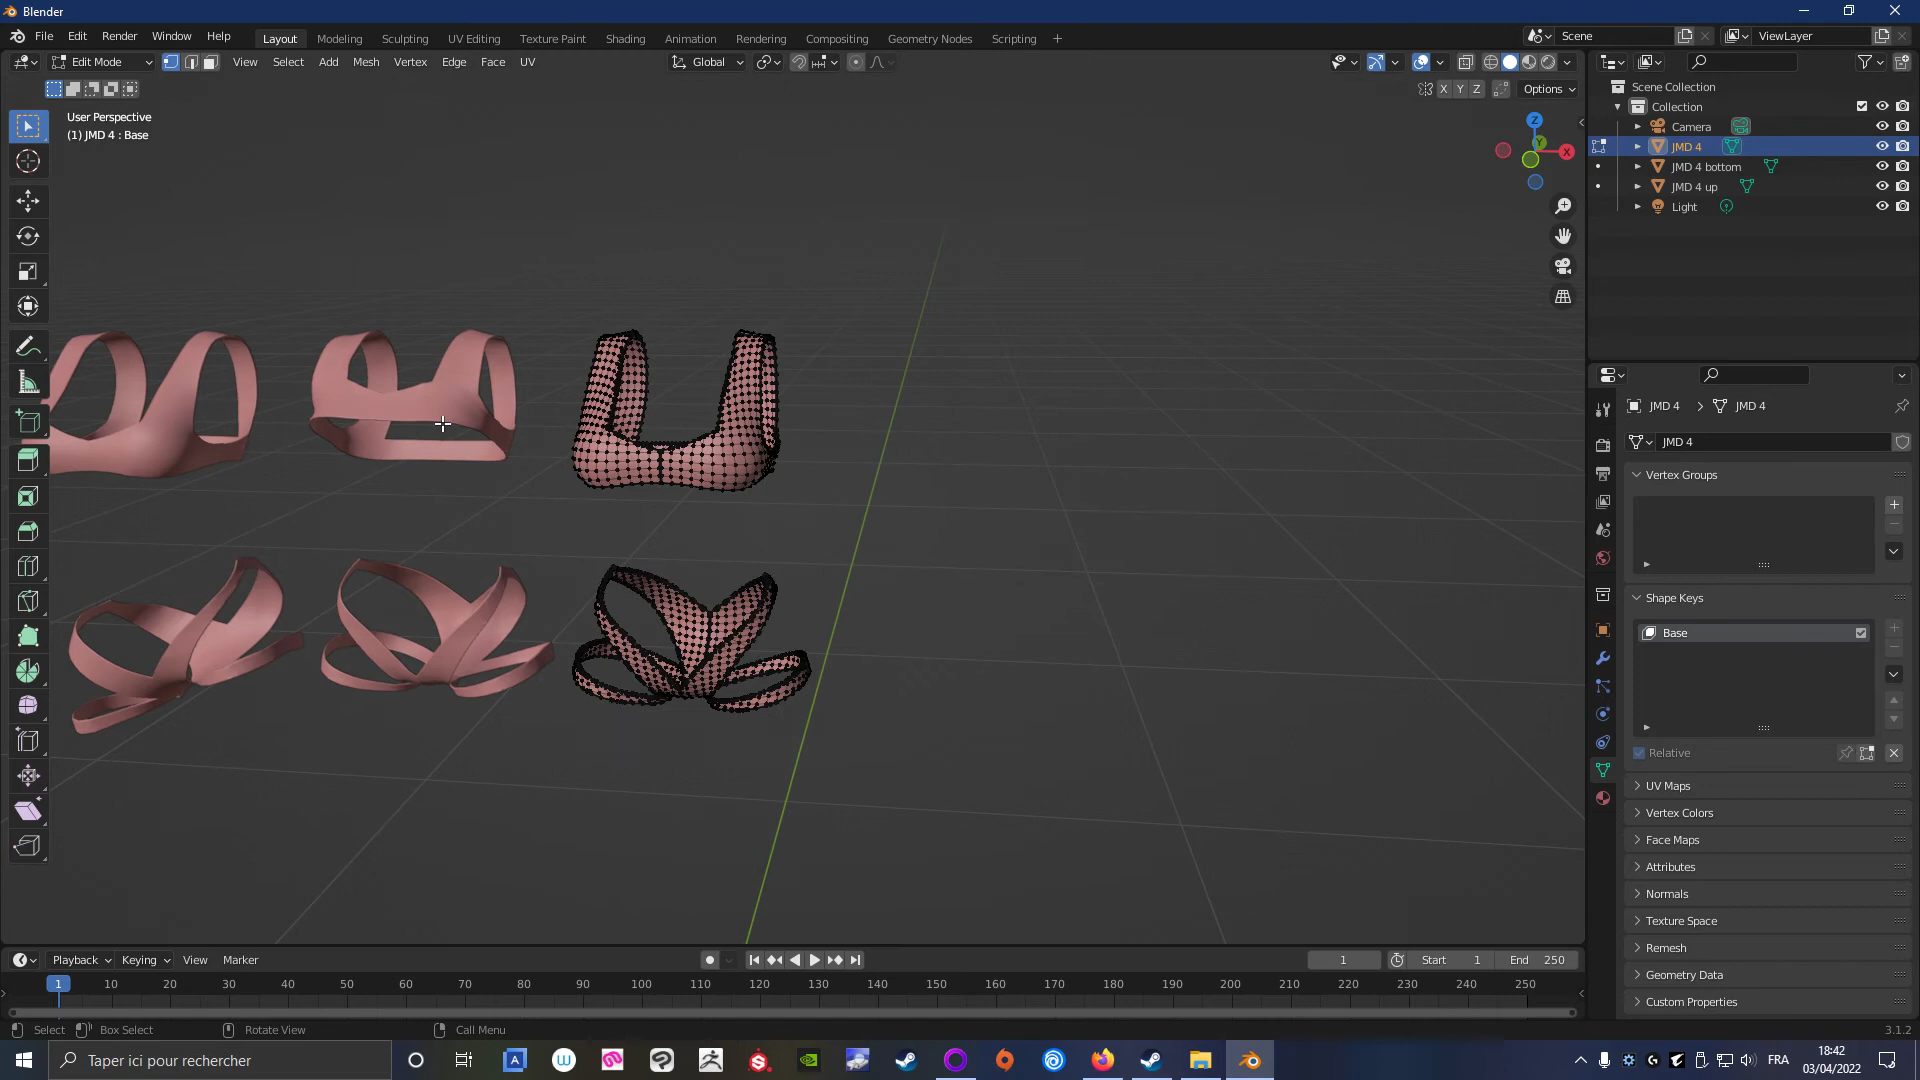 Blender
File Edit Render Window Help
Layout Modeling Sculpting UV Editing Texture Paint Shading Animation Rendering Compositing Geometry Nodes Scripting +
Scene ViewLayer
Edit Mode View Select Add Mesh Vertex Edge Face UV Global
X Y Z Options
User Perspective
(1) JMD 4 : Base
Z
X
Scene Collection
Collection
Camera
JMD 4
JMD 4 bottom
JMD 4 up
Light
JMD 4 > JMD 4
JMD 4
Vertex Groups
Shape Keys
Base
Relative
UV Maps
Vertex Colors
Face Maps
Attributes
Normals
Texture Space
Remesh
Geometry Data
Custom Properties
Playback Keying View Marker 1 Start 1 End 250
1 10 20 30 40 50 60 70 80 90 100 110 120 130 140 150 160 170 180 190 200 210 220 230 240 250
Select Box Select Rotate View Call Menu 3.1.2
Taper ici pour rechercher
FRA
18:42
03/04/2022